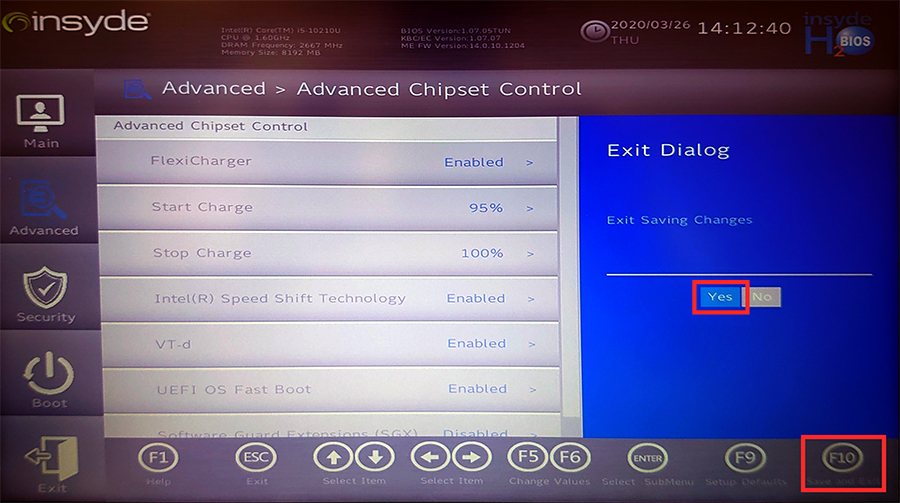 insyde®
Intel(R) Core(TM) i5-10210U
CPU @ 1.60GHz
DRAM Frequency: 2667 MHz
Memory Size: 8192 MB
BIOS Version:1.07.05TUN
KBC/EC Version:1.07.07
ME FW Version:14.0.10.1204
2020/03/26
THU
14:12:40
insyde
H2O BIOS
Main
Advanced
Security
Boot
Exit
Advanced > Advanced Chipset Control
Advanced Chipset Control
FlexiCharger Enabled >
Start Charge 95% >
Stop Charge 100% >
Intel(R) Speed Shift Technology Enabled >
VT-d Enabled >
UEFI OS Fast Boot Enabled >
Software Guard Extensions (SGX) Disabled
Exit Dialog
Exit Saving Changes
Yes No
F1 ESC F5 F6 ENTER F9 F10
Help Exit Select Item Select Item Change Values Select SubMenu Setup Defaults Save and Exit